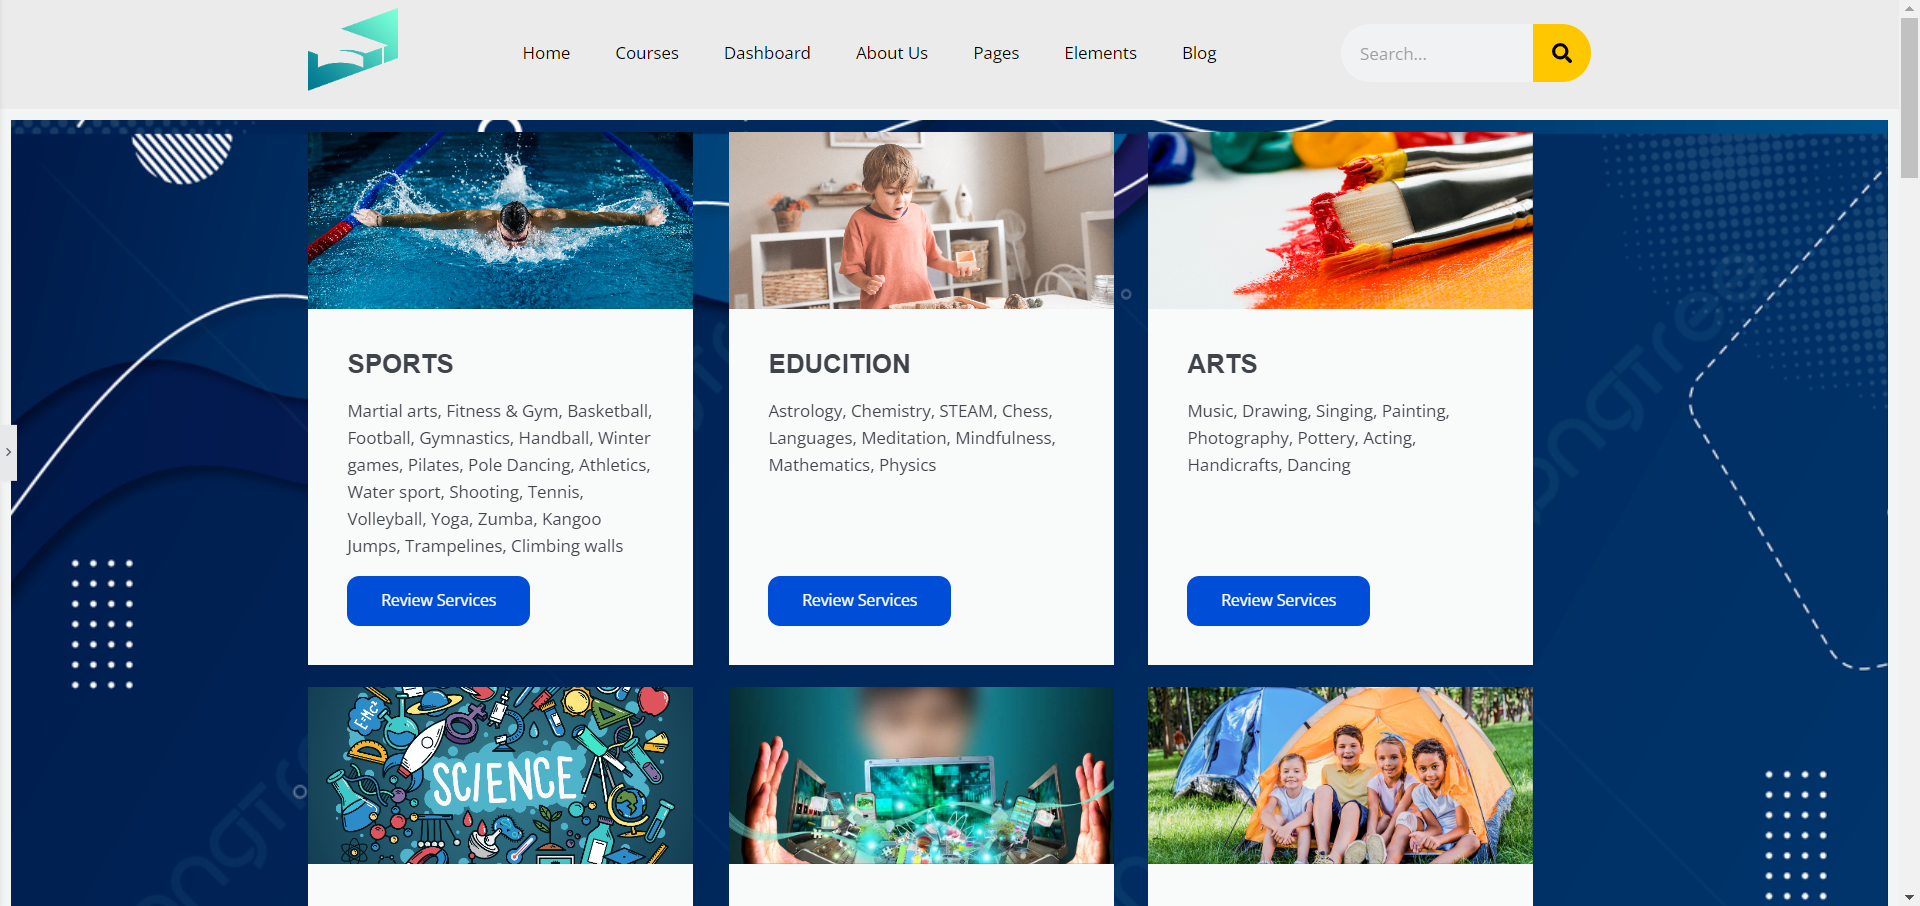 Home Courses Dashboard About Us Pages Elements Blog Search...
SPORTS
Martial arts, Fitness & Gym, Basketball,
Football, Gymnastics, Handball, Winter
games, Pilates, Pole Dancing, Athletics,
Water sport, Shooting, Tennis,
Volleyball, Yoga, Zumba, Kangoo
Jumps, Trampelines, Climbing walls
Review Services
EDUCITION
Astrology, Chemistry, STEAM, Chess,
Languages, Meditation, Mindfulness,
Mathematics, Physics
Review Services
ARTS
Music, Drawing, Singing, Painting,
Photography, Pottery, Acting,
Handicrafts, Dancing
Review Services
E=MC²
SCIENCE